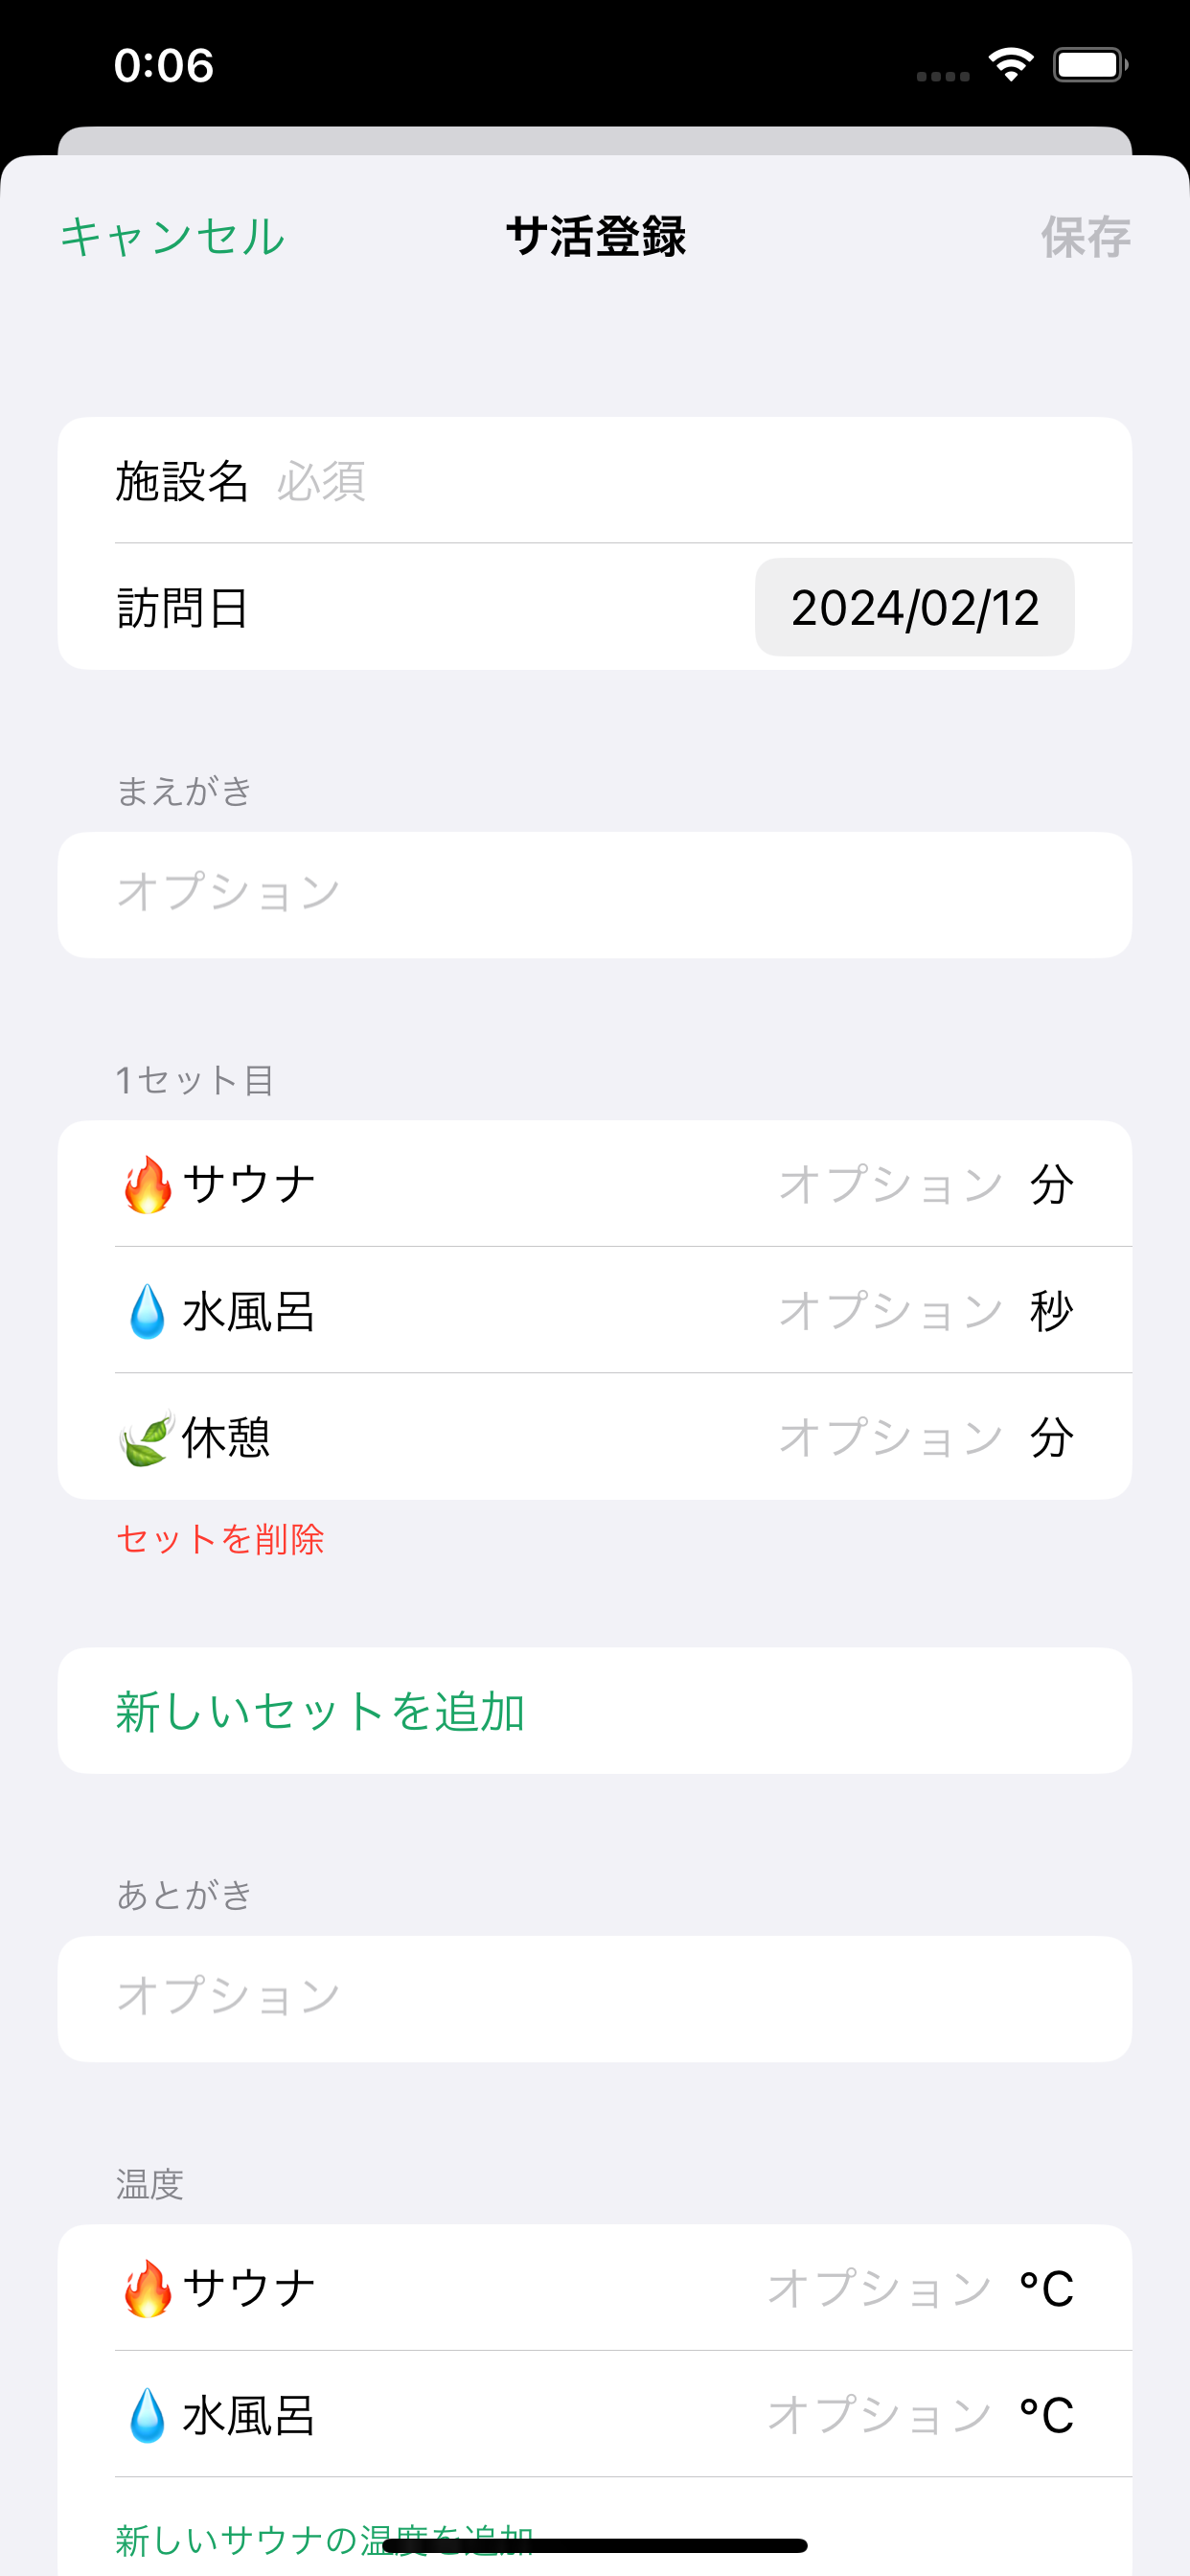 0:06
キャンセル サ活登録 保存
施設名 必須
訪問日 2024/02/12
まえがき
オプション
1セット目
🔥サウナ オプション 分
💧水風呂 オプション 秒
🍃休憩 オプション 分
セットを削除
新しいセットを追加
あとがき
オプション
温度
🔥サウナ オプション °C
💧水風呂 オプション °C
新しいサウナの温度を追加